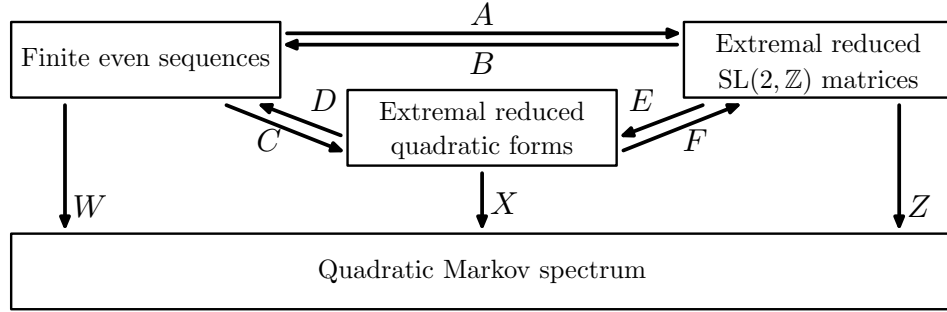 A
Finite even sequences
B
Extremal reduced
SL(2, ℤ) matrices
D
C
Extremal reduced
quadratic forms
E
F
W
X
Z
Quadratic Markov spectrum